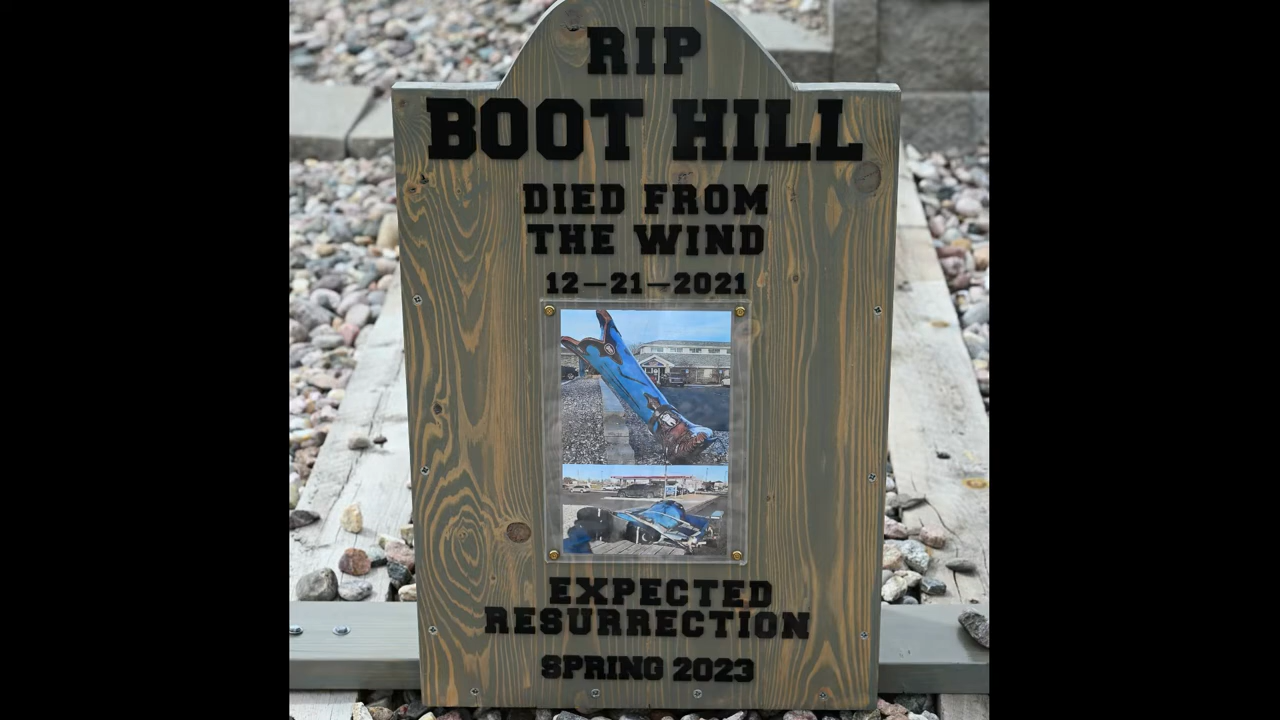 RIP
BOOT HILL
DIED FROM
THE WIND
12-21-2021
EXPECTED
RESURRECTION
SPRING 2023